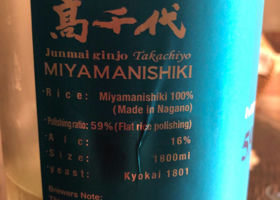 高千代
Junmai ginjo Takachiyo
MIYAMANISHIKI
Rice: Miyamanishiki 100%
(Made in Nagano)
Polishing ratio: 59% (Flat rice polishing)
Alc: 16%
Size: 1800ml
yeast: Kyokai 1801
Brewers Note: